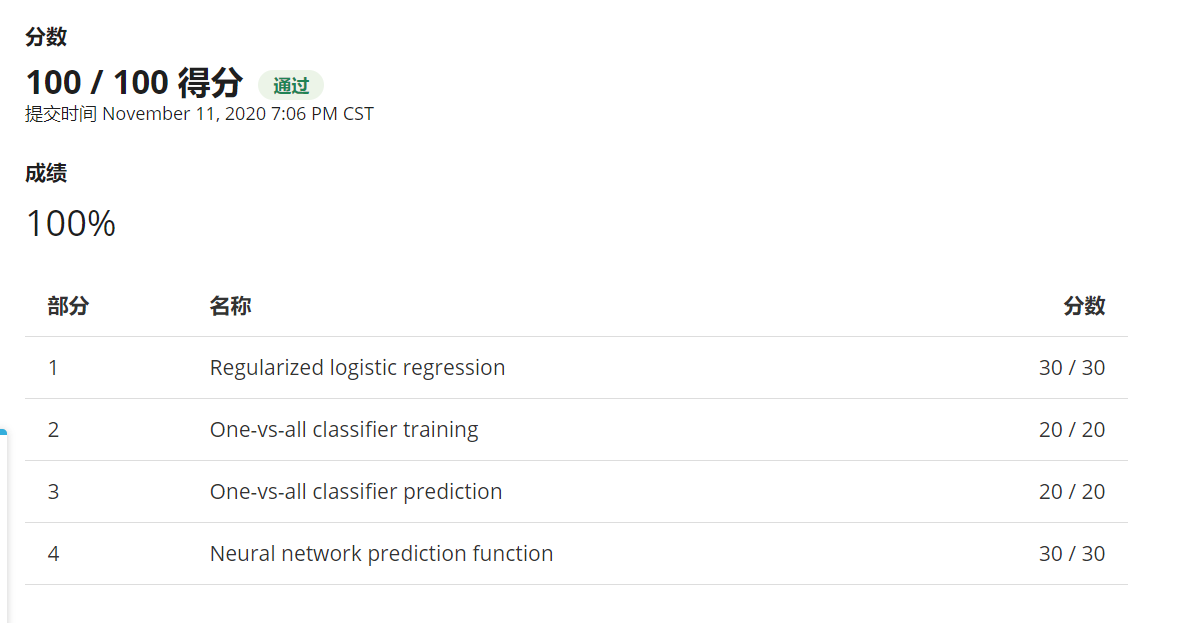 分数
100 / 100 得分 通过
提交时间 November 11, 2020 7:06 PM CST
成绩
100%
部分 名称 分数
1 Regularized logistic regression 30 / 30
2 One-vs-all classifier training 20 / 20
3 One-vs-all classifier prediction 20 / 20
4 Neural network prediction function 30 / 30